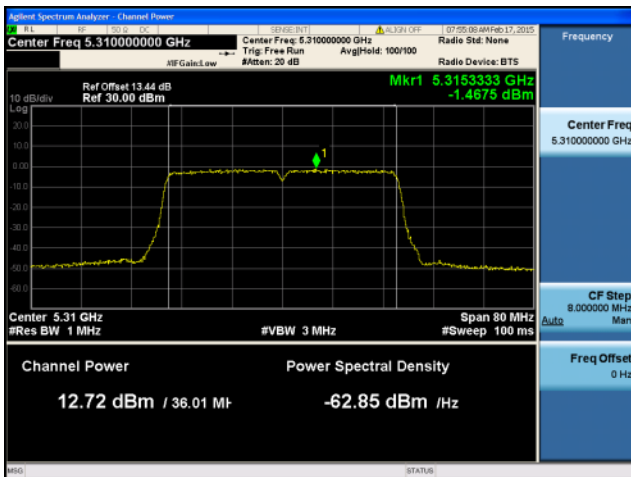 Agilent Spectrum Analyzer - Channel Power
RL RF 50 Ω DC SENSE:INT ALIGN OFF 07:55:08 AM Feb 17, 2015
Center Freq 5.310000000 GHz
Center Freq: 5.310000000 GHz
Radio Std: None
Trig: Free Run Avg|Hold: 100/100
#IFGain:Low
#Atten: 20 dB
Radio Device: BTS
Ref Offset 13.44 dB
Mkr1 5.3153333 GHz
10 dB/div Ref 30.00 dBm
-1.4675 dBm
Log
20.0
10.0
1
0.00
-10.0
-20.0
-30.0
-40.0
-50.0
-60.0
Center 5.31 GHz
Span 80 MHz
#Res BW 1 MHz
#VBW 3 MHz
#Sweep 100 ms
Channel Power
Power Spectral Density
12.72 dBm / 36.01 MH
-62.85 dBm /Hz
MSG
STATUS
Frequency
Center Freq
5.310000000 GHz
CF Step
8.000000 MHz
Auto Man
Freq Offset
0 Hz